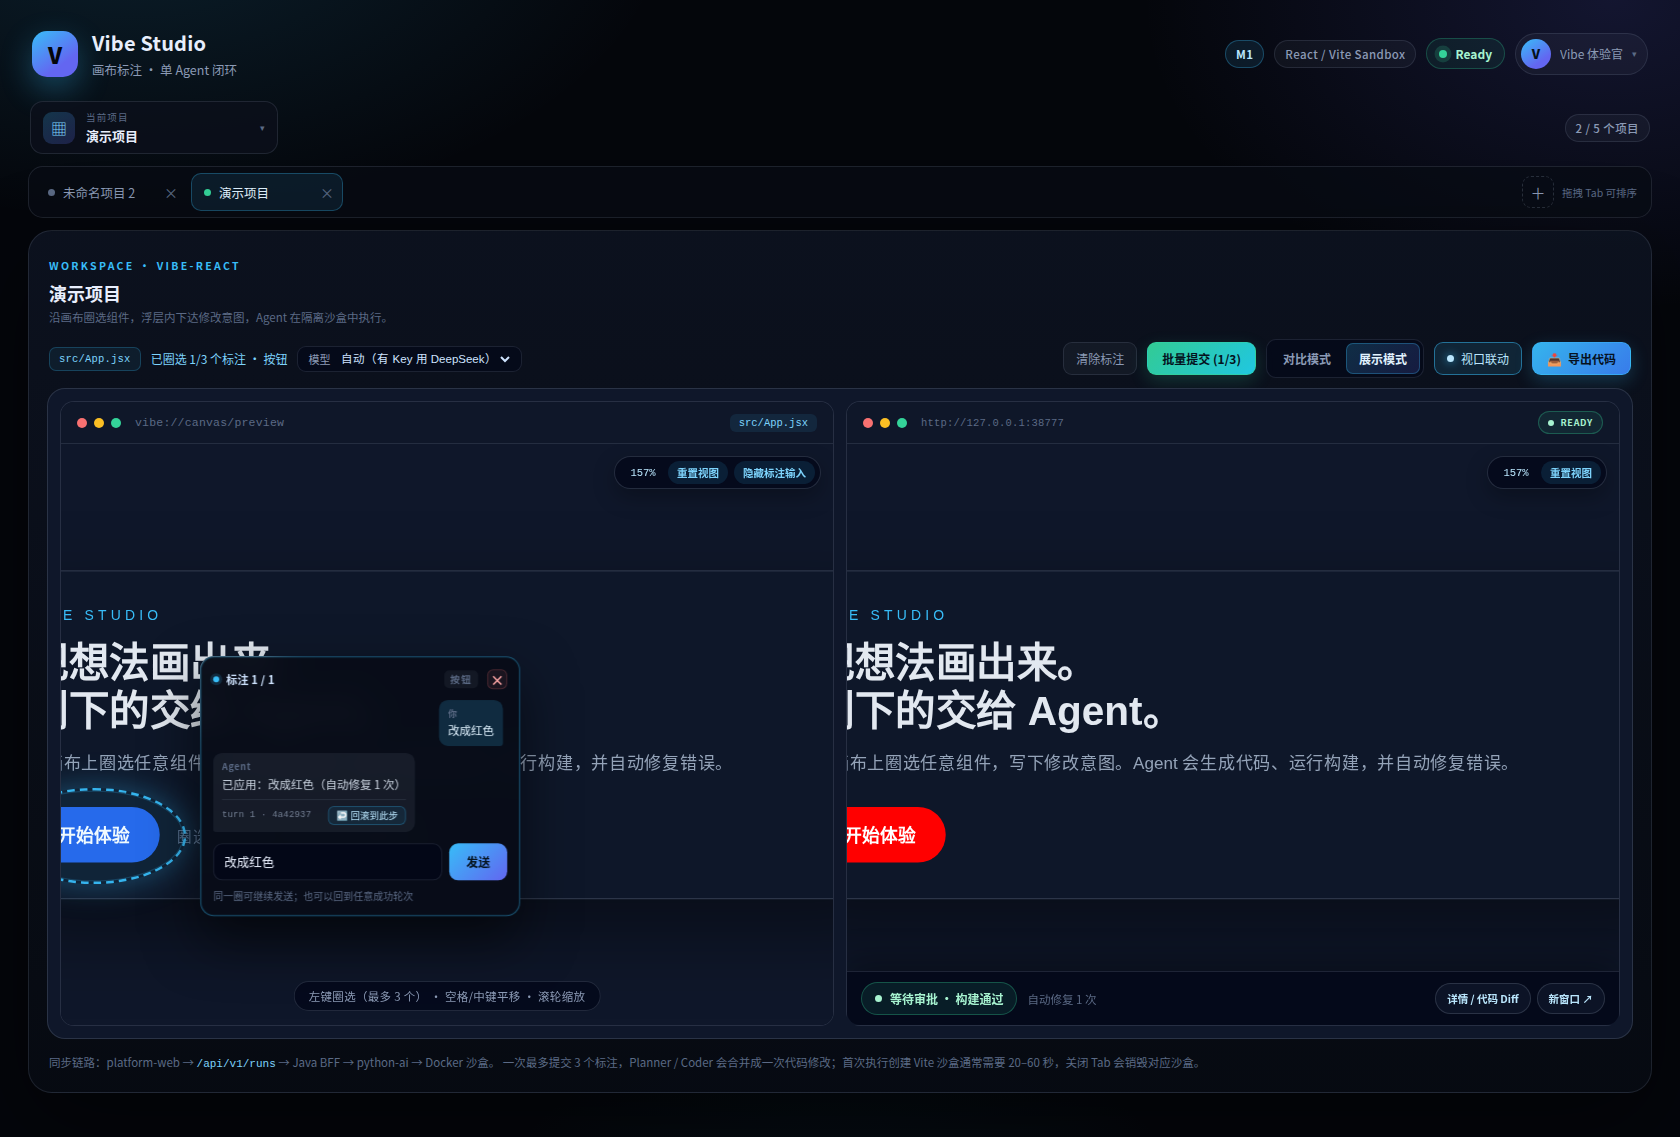 V
Vibe Studio
画布标注 · 单 Agent 闭环
M1
React / Vite Sandbox
Ready
V
Vibe 体验官
当前项目
演示项目
2 / 5 个项目
未命名项目 2
演示项目
拖拽 Tab 可排序
WORKSPACE · VIBE-REACT
演示项目
沿画布圈选组件，浮层内下达修改意图，Agent 在隔离沙盒中执行。
src/App.jsx
已圈选 1/3 个标注 · 按钮
模型 自动（有 Key 用 DeepSeek）
清除标注
批量提交 (1/3)
对比模式
展示模式
视口联动
导出代码
vibe://canvas/preview
src/App.jsx
157%
重置视图
隐藏标注输入
E STUDIO
想法画出来
下的交
布上圈选任意组件
行构建，并自动修复错误。
开始体验
圈
标注 1 / 1
按钮
你
改成红色
Agent
已应用：改成红色（自动修复 1 次）
turn 1 · 4a42937
回滚到此步
改成红色
发送
同一圈可继续发送；也可以回到任意成功轮次
左键圈选（最多 3 个） · 空格/中键平移 · 滚轮缩放
http://127.0.0.1:38777
READY
157%
重置视图
E STUDIO
想法画出来。
下的交给 Agent。
布上圈选任意组件，写下修改意图。Agent 会生成代码、运行构建，并自动修复错误。
开始体验
等待审批 · 构建通过
自动修复 1 次
详情 / 代码 Diff
新窗口 ↗
同步链路：platform-web → /api/v1/runs → Java BFF → python-ai → Docker 沙盒。 一次最多提交 3 个标注，Planner / Coder 会合并成一次代码修改；首次执行创建 Vite 沙盒通常需要 20–60 秒，关闭 Tab 会销毁对应沙盒。